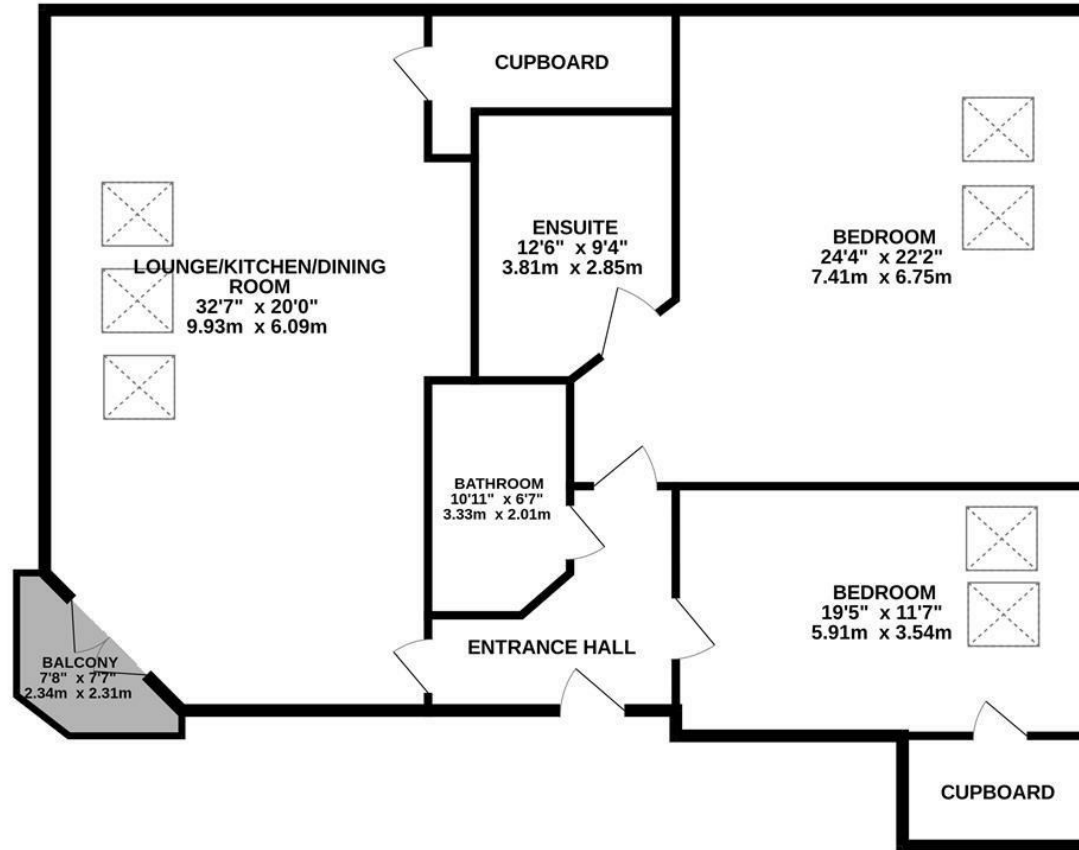 CUPBOARD
ENSUITE
12'6" x 9'4"
3.81m x 2.85m
BEDROOM
24'4" x 22'2"
7.41m x 6.75m
LOUNGE/KITCHEN/DINING
ROOM
32'7" x 20'0"
9.93m x 6.09m
BATHROOM
10'11" x 6'7"
3.33m x 2.01m
BEDROOM
19'5" x 11'7"
5.91m x 3.54m
ENTRANCE HALL
BALCONY
7'8" x 7'7"
2.34m x 2.31m
CUPBOARD